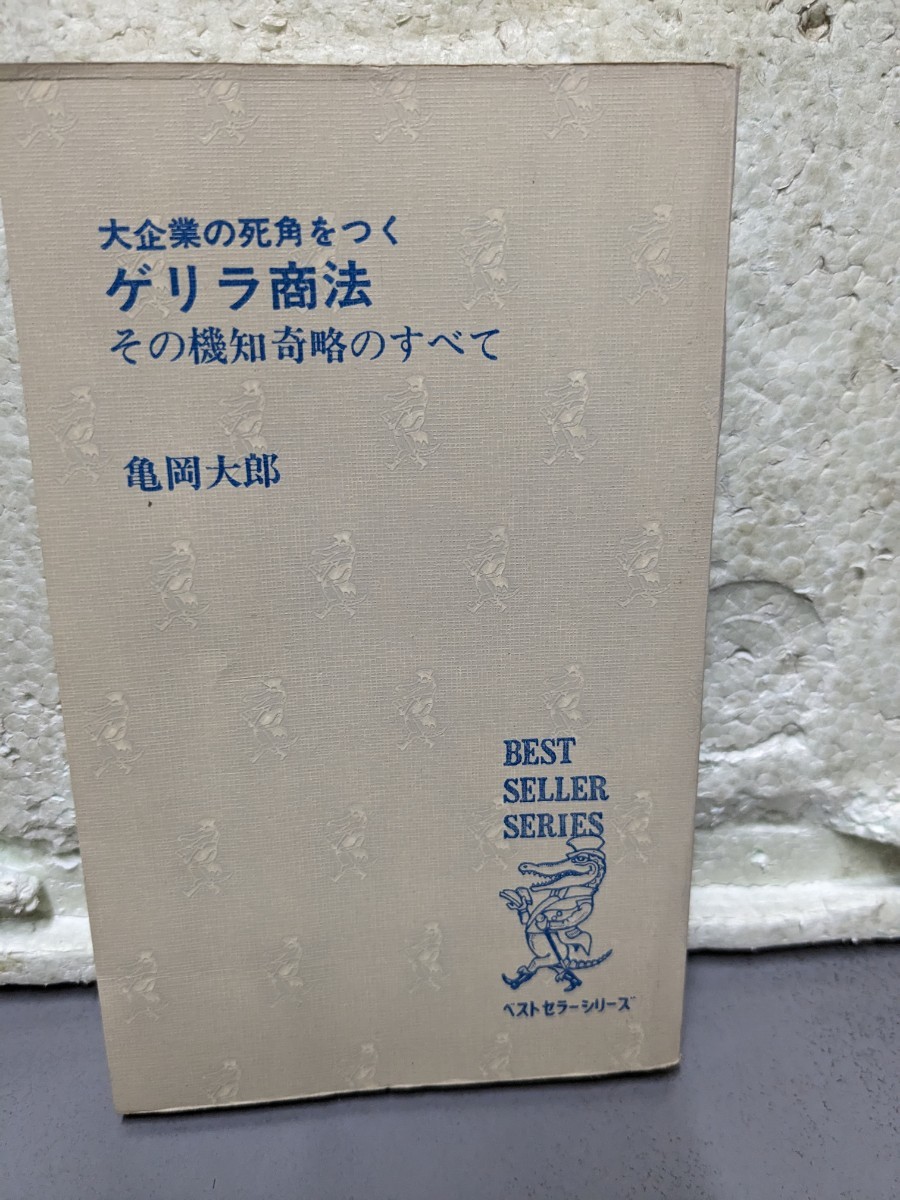 大企業の死角をつく
ゲリラ商法
その機知奇略のすべて
亀岡大郎
BEST
SELLER
SERIES
ベストセラーシリーズ